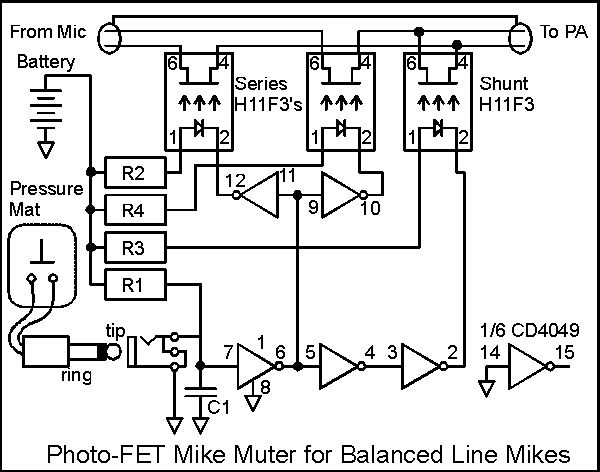 From Mic
To PA
Battery
6 4
Series
H11F3's
6 4
6 4
Shunt
H11F3
1 2
1 2
1 2
R2
12
11
9
10
Pressure
Mat
R4
R3
R1
tip
ring
7
1
6
8
5
4
3
2
1/6 CD4049
14
15
C1
Photo-FET Mike Muter for Balanced Line Mikes